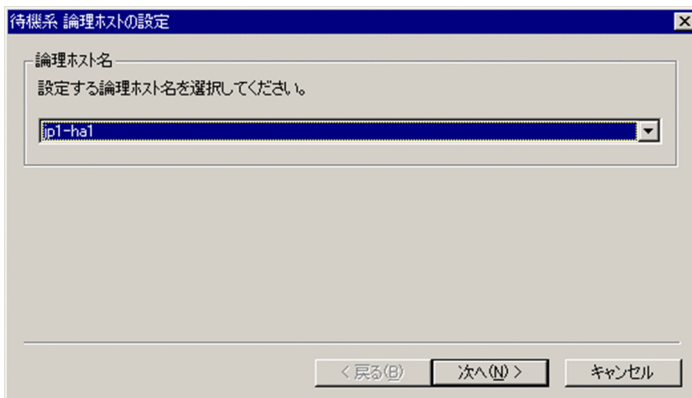 待機系 論理ホストの設定
論理ホスト名
設定する論理ホスト名を選択してください。
jp1-ha1
< 戻る(B)
次へ(N) >
キャンセル